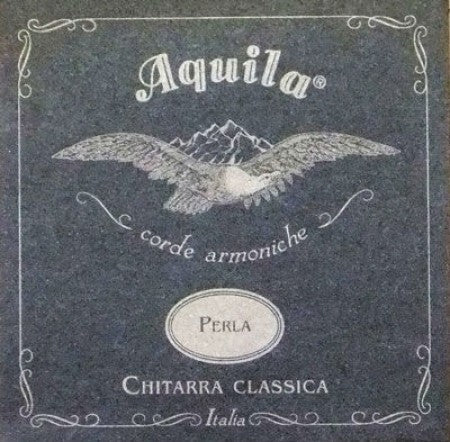 Aquila®
corde armoniche
PERLA
CHITARRA CLASSICA
Italia